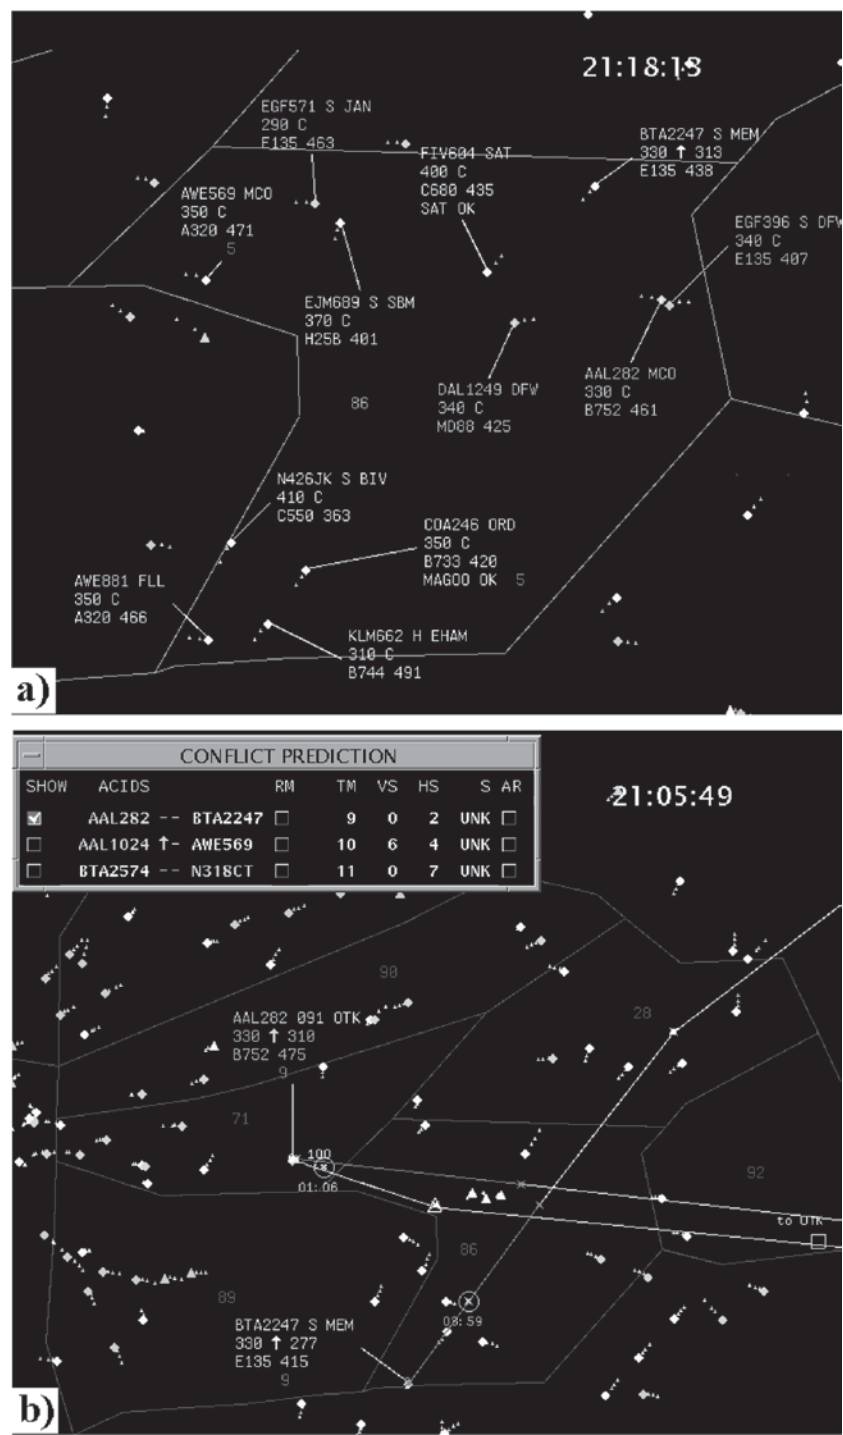 21:18:13
EGF571 S JAN
290 C
E135 463
FIV604 SAT
400 C
C680 435
SAT OK
BTA2247 S MEM
330 ↑ 313
E135 438
AWE569 MCO
350 C
A320 471
5
EGF396 S DFW
340 C
E135 407
EJM689 S SBM
370 C
H25B 401
DAL1249 DFW
340 C
MD88 425
AAL282 MCO
330 C
B752 461
86
N426JK S BIV
410 C
C550 363
COA246 ORD
350 C
B733 420
MAGOO OK 5
AWE881 FLL
350 C
A320 466
KLM662 H EHAM
310 C
B744 491
a)
CONFLICT PREDICTION
SHOW ACIDS RM TM VS HS S AR
AAL282 -- BTA2247 9 0 2 UNK
AAL1024 ↑- AWE569 10 6 4 UNK
BTA2574 -- N318CT 11 0 7 UNK
21:05:49
90
28
AAL282 091 OTK
330 ↑ 310
B752 475
9
71
100
01:06
92
to OTK
86
89
08:59
BTA2247 S MEM
330 ↑ 277
E135 415
9
b)